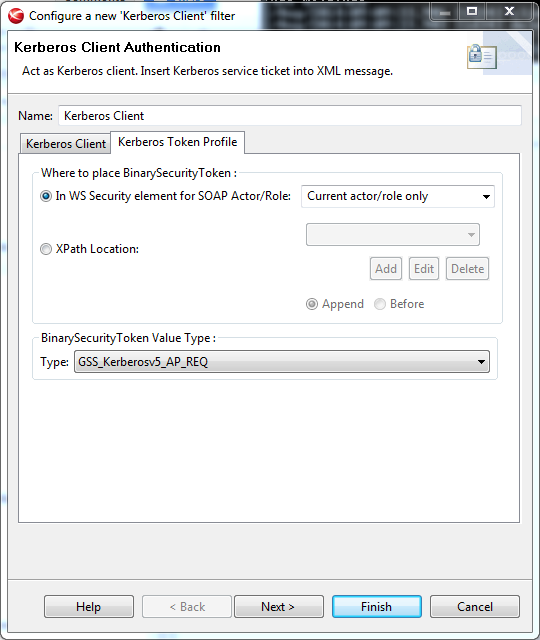 Configure a new 'Kerberos Client' filter
Kerberos Client Authentication
Act as Kerberos client. Insert Kerberos service ticket into XML message.
Name: Kerberos Client
Kerberos Client Kerberos Token Profile
Where to place BinarySecurityToken :
In WS Security element for SOAP Actor/Role: Current actor/role only
XPath Location:
Add Edit Delete
Append Before
BinarySecurityToken Value Type :
Type: GSS_Kerberosv5_AP_REQ
Help < Back Next > Finish Cancel